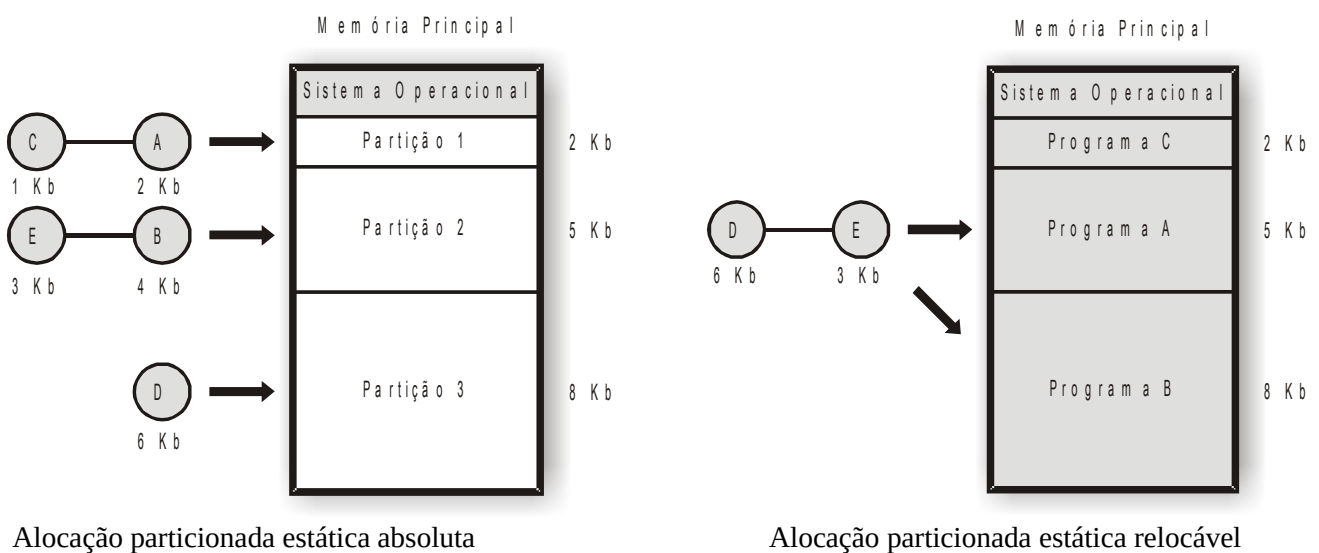 Memória Principal
Sistema Operacional
C
A
Partição 1
2 Kb
1 Kb
2 Kb
E
B
Partição 2
5 Kb
3 Kb
4 Kb
D
Partição 3
8 Kb
6 Kb
Alocação particionada estática absoluta
Memória Principal
Sistema Operacional
Programa C
2 Kb
D
E
Programa A
5 Kb
6 Kb
3 Kb
Programa B
8 Kb
Alocação particionada estática relocável